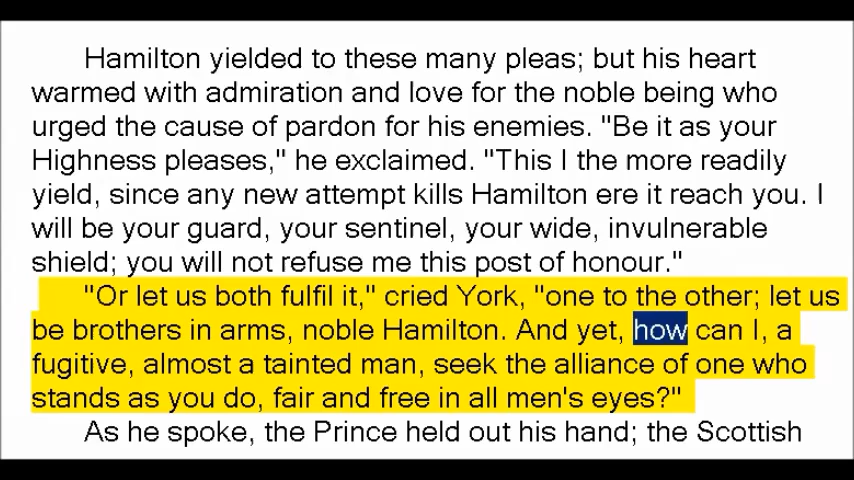 Hamilton yielded to these many pleas; but his heart
warmed with admiration and love for the noble being who
urged the cause of pardon for his enemies. "Be it as your
Highness pleases," he exclaimed. "This I the more readily
yield, since any new attempt kills Hamilton ere it reach you. I
will be your guard, your sentinel, your wide, invulnerable
shield; you will not refuse me this post of honour."
"Or let us both fulfil it," cried York, "one to the other; let us
be brothers in arms, noble Hamilton. And yet, how can I, a
fugitive, almost a tainted man, seek the alliance of one who
stands as you do, fair and free in all men's eyes?"
As he spoke, the Prince held out his hand; the Scottish